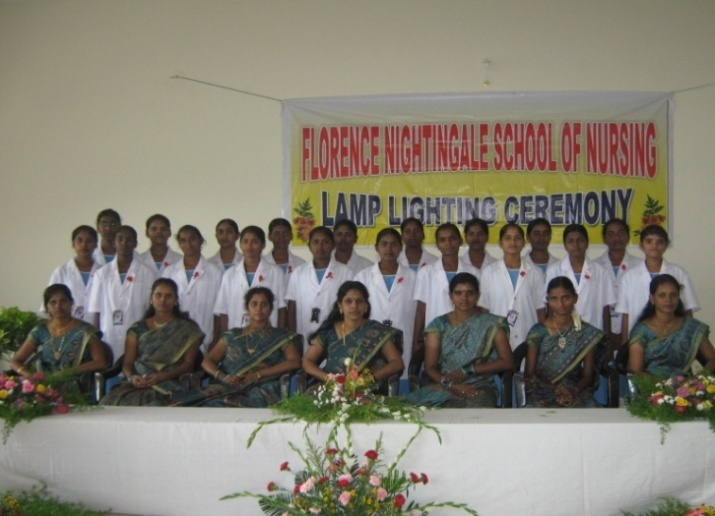 FLORENCE NIGHTINGALE SCHOOL OF NURSING
LAMP LIGHTING CEREMONY